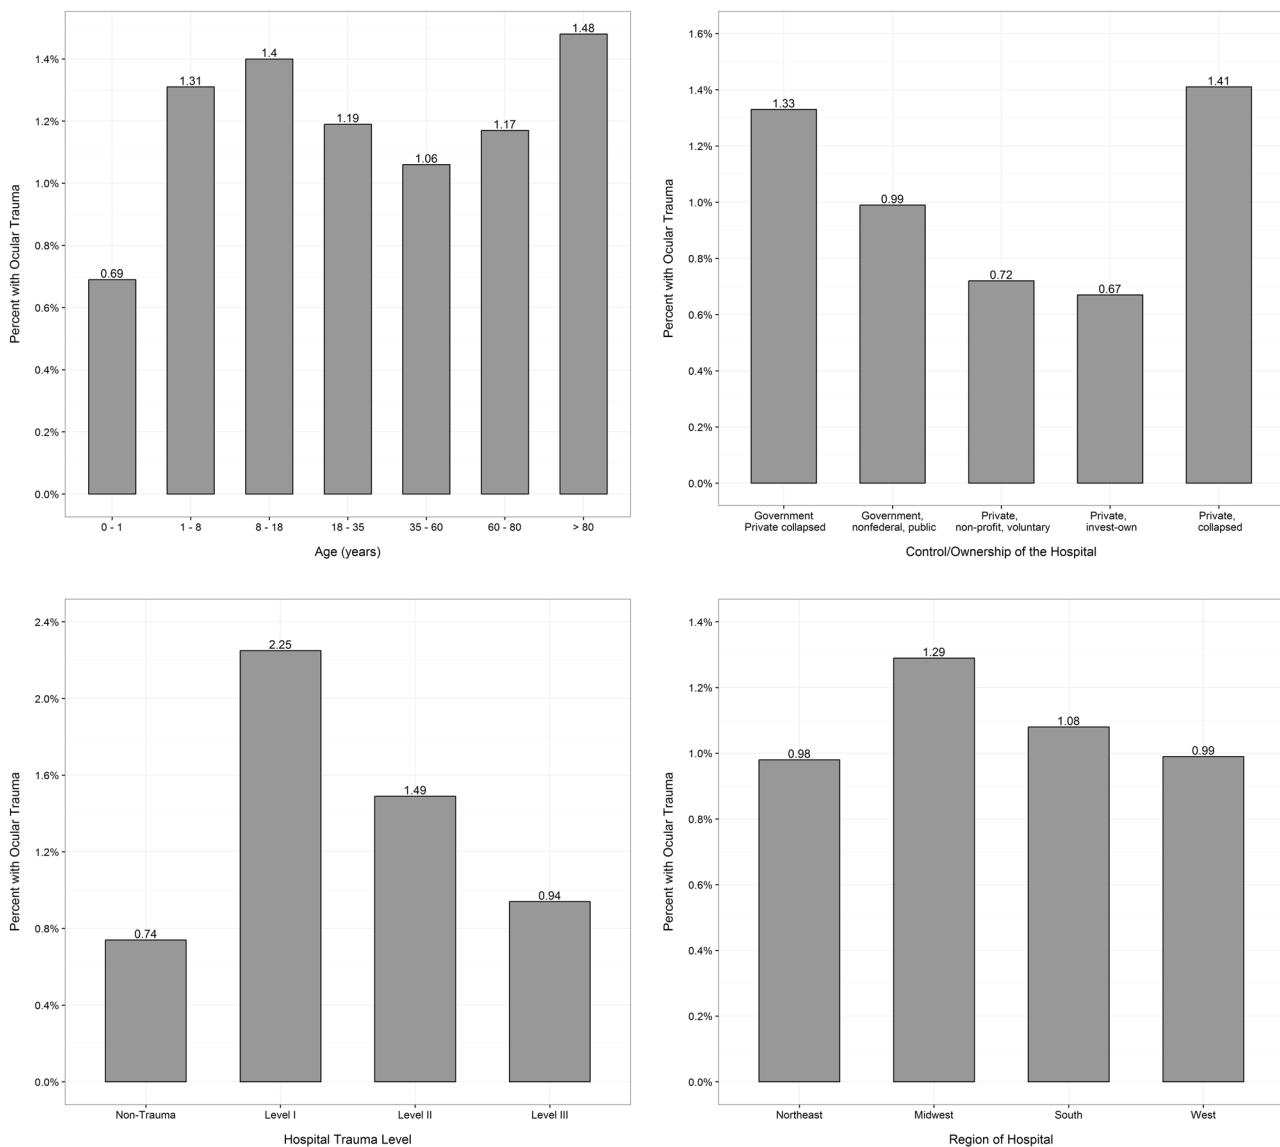 Percent with Ocular Trauma
1.4%
1.2%
1.0%
0.8%
0.6%
0.4%
0.2%
0.0%
0.69
1.31
1.4
1.19
1.06
1.17
1.48
0 - 1
1 - 8
8 - 18
18 - 35
35 - 60
60 - 80
> 80
Age (years)
Percent with Ocular Trauma
1.6%
1.4%
1.2%
1.0%
0.8%
0.6%
0.4%
0.2%
0.0%
1.33
0.99
0.72
0.67
1.41
Government
Private collapsed
Government,
nonfederal, public
Private,
non-profit, voluntary
Private,
invest-own
Private,
collapsed
Control/Ownership of the Hospital
Percent with Ocular Trauma
2.4%
2.0%
1.6%
1.2%
0.8%
0.4%
0.0%
0.74
2.25
1.49
0.94
Non-Trauma
Level I
Level II
Level III
Hospital Trauma Level
Percent with Ocular Trauma
1.4%
1.2%
1.0%
0.8%
0.6%
0.4%
0.2%
0.0%
0.98
1.29
1.08
0.99
Northeast
Midwest
South
West
Region of Hospital